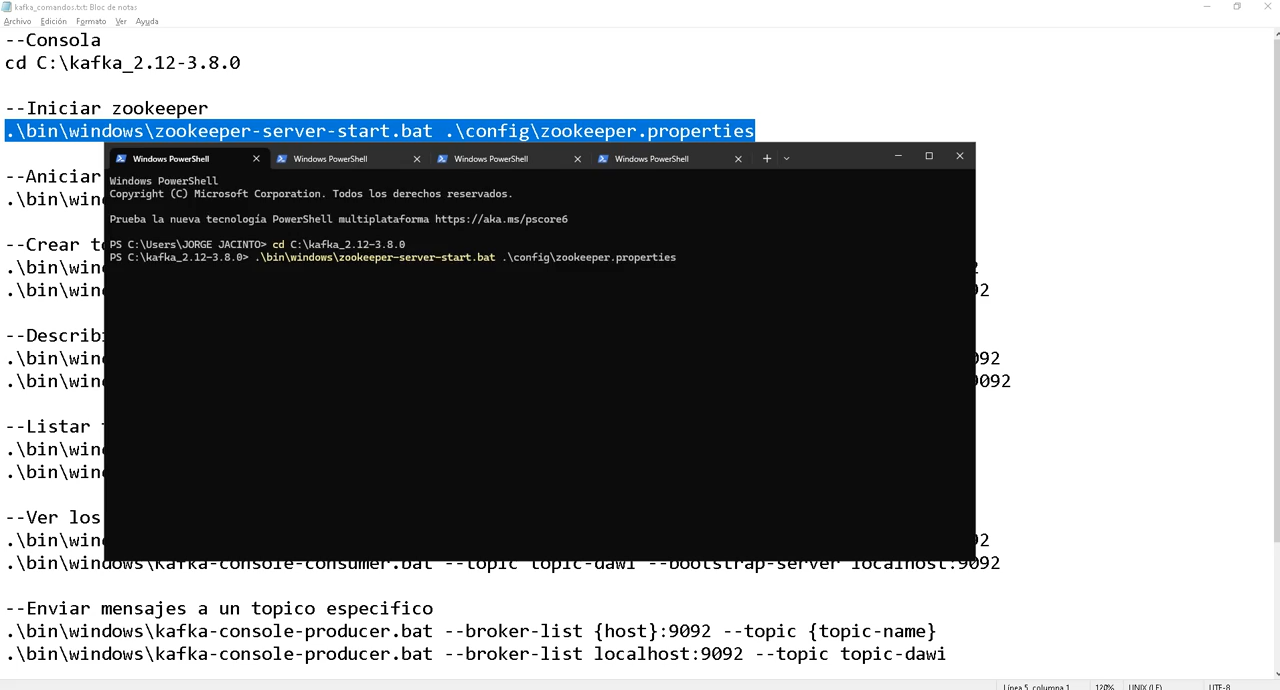 kafka_comandos.txt: Bloc de notas
Archivo Edición Formato Ver Ayuda
--Consola
cd C:\kafka_2.12-3.8.0
--Iniciar zookeeper
.\bin\windows\zookeeper-server-start.bat .\config\zookeeper.properties
Windows PowerShell Windows PowerShell Windows PowerShell Windows PowerShell
Windows PowerShell
Copyright (C) Microsoft Corporation. Todos los derechos reservados.
Prueba la nueva tecnología PowerShell multiplataforma https://aka.ms/pscore6
PS C:\Users\JORGE JACINTO> cd C:\kafka_2.12-3.8.0
PS C:\kafka_2.12-3.8.0> .\bin\windows\zookeeper-server-start.bat .\config\zookeeper.properties
--Aniciar
.\bin\win
--Crear
.\bin\win
.\bin\win 92
--Describ
.\bin\win 092
.\bin\win 9092
--Listar
.\bin\win
.\bin\win
--Ver los
.\bin\win 92
.\bin\windows\kafka-console-consumer.bat --topic topic-dawi --bootstrap-server localhost:9092
--Enviar mensajes a un topico especifico
.\bin\windows\kafka-console-producer.bat --broker-list {host}:9092 --topic {topic-name}
.\bin\windows\kafka-console-producer.bat --broker-list localhost:9092 --topic topic-dawi
Línea 5, columna 1 120% UNIX (LF) UTF-8